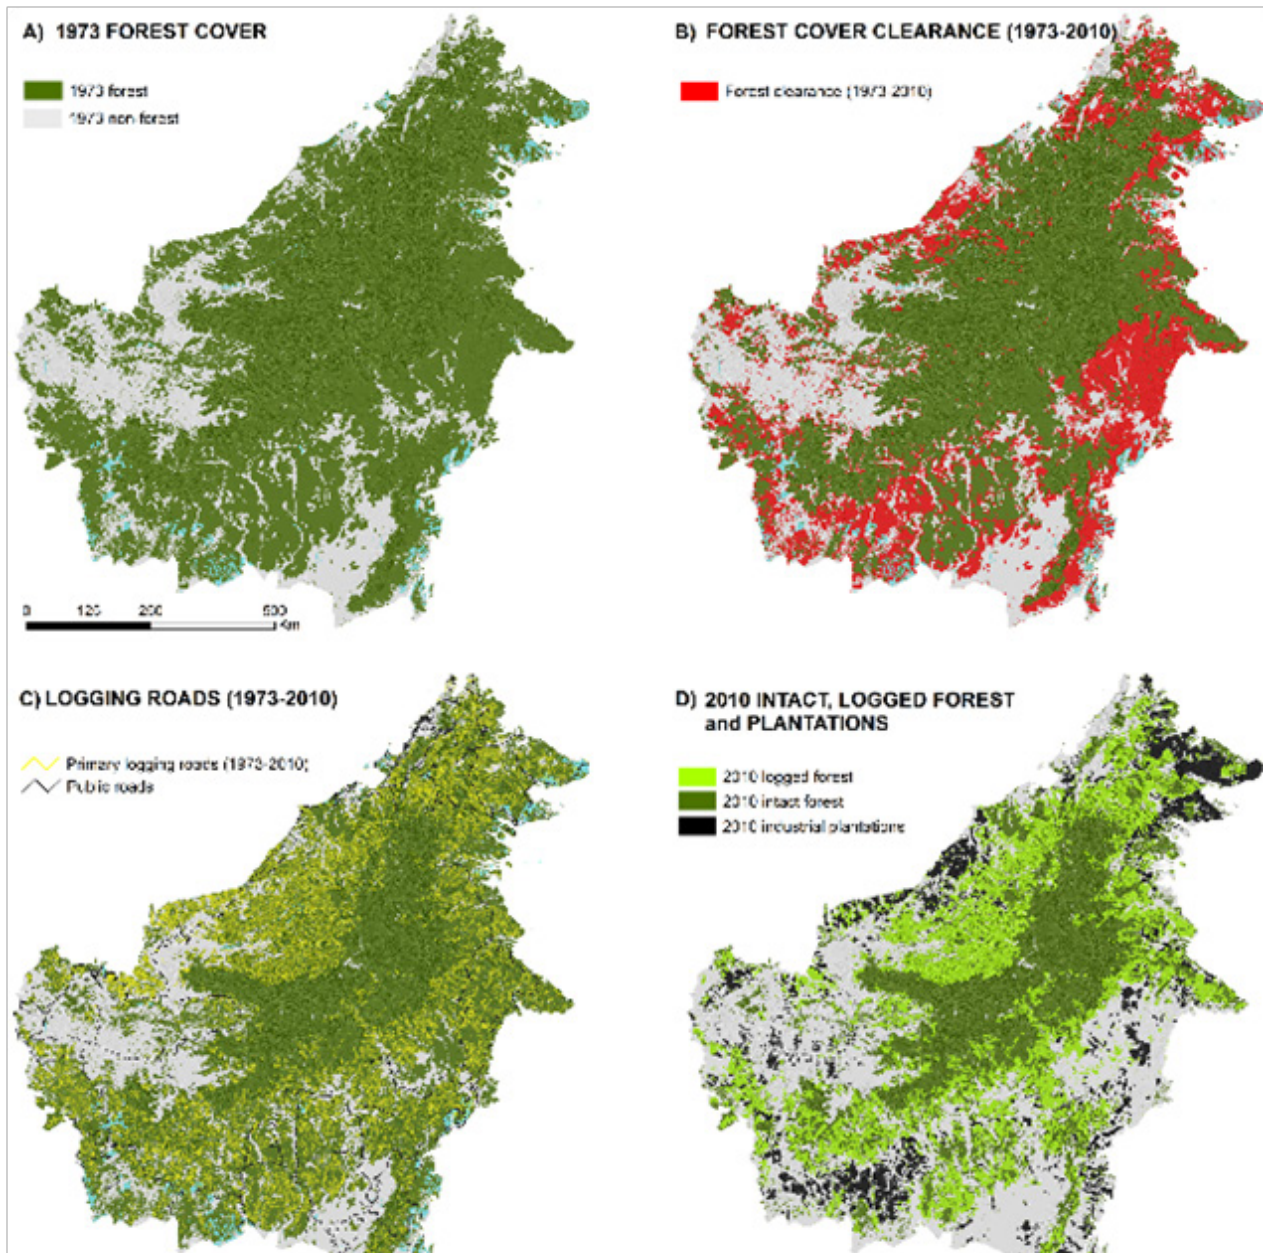 A) 1973 FOREST COVER
1973 forest
1973 non-forest
0 125 250 500
Km
B) FOREST COVER CLEARANCE (1973-2010)
Forest clearance (1973-2010)
C) LOGGING ROADS (1973-2010)
Primary logging roads (1973-2010)
Public roads
D) 2010 INTACT, LOGGED FOREST
and PLANTATIONS
2010 logged forest
2010 intact forest
2010 industrial plantations